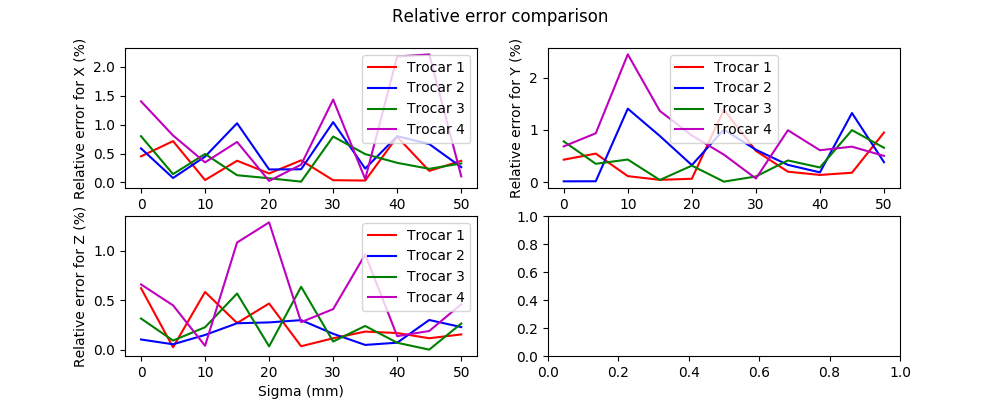 Relative error comparison
Relative error for X (%)
2.0
1.5
1.0
0.5
0.0
0 10 20 30 40 50
Trocar 1
Trocar 2
Trocar 3
Trocar 4
Relative error for Y (%)
2
1
0
0 10 20 30 40 50
Trocar 1
Trocar 2
Trocar 3
Trocar 4
Relative error for Z (%)
1.0
0.5
0.0
0 10 20 30 40 50
Sigma (mm)
Trocar 1
Trocar 2
Trocar 3
Trocar 4
1.0
0.8
0.6
0.4
0.2
0.0
0.0 0.2 0.4 0.6 0.8 1.0